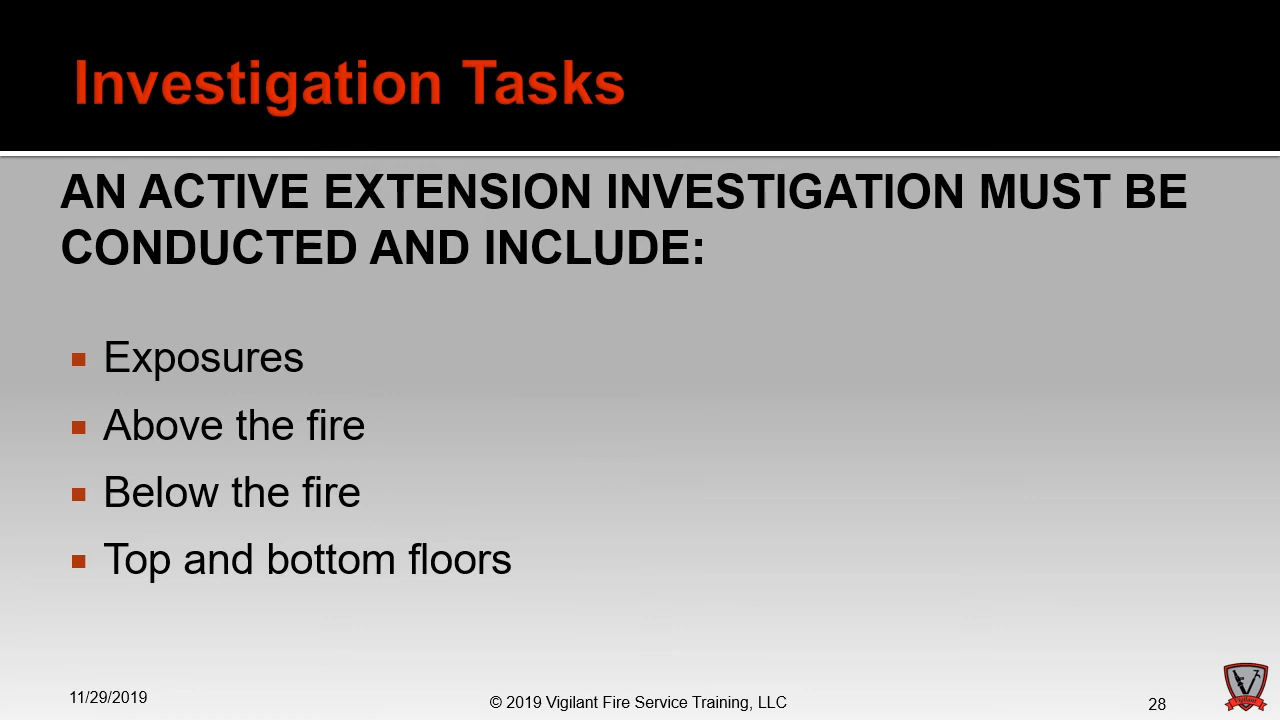 Investigation Tasks
AN ACTIVE EXTENSION INVESTIGATION MUST BE
CONDUCTED AND INCLUDE:
Exposures
Above the fire
Below the fire
Top and bottom floors
11/29/2019
© 2019 Vigilant Fire Service Training, LLC
28
Vigilant